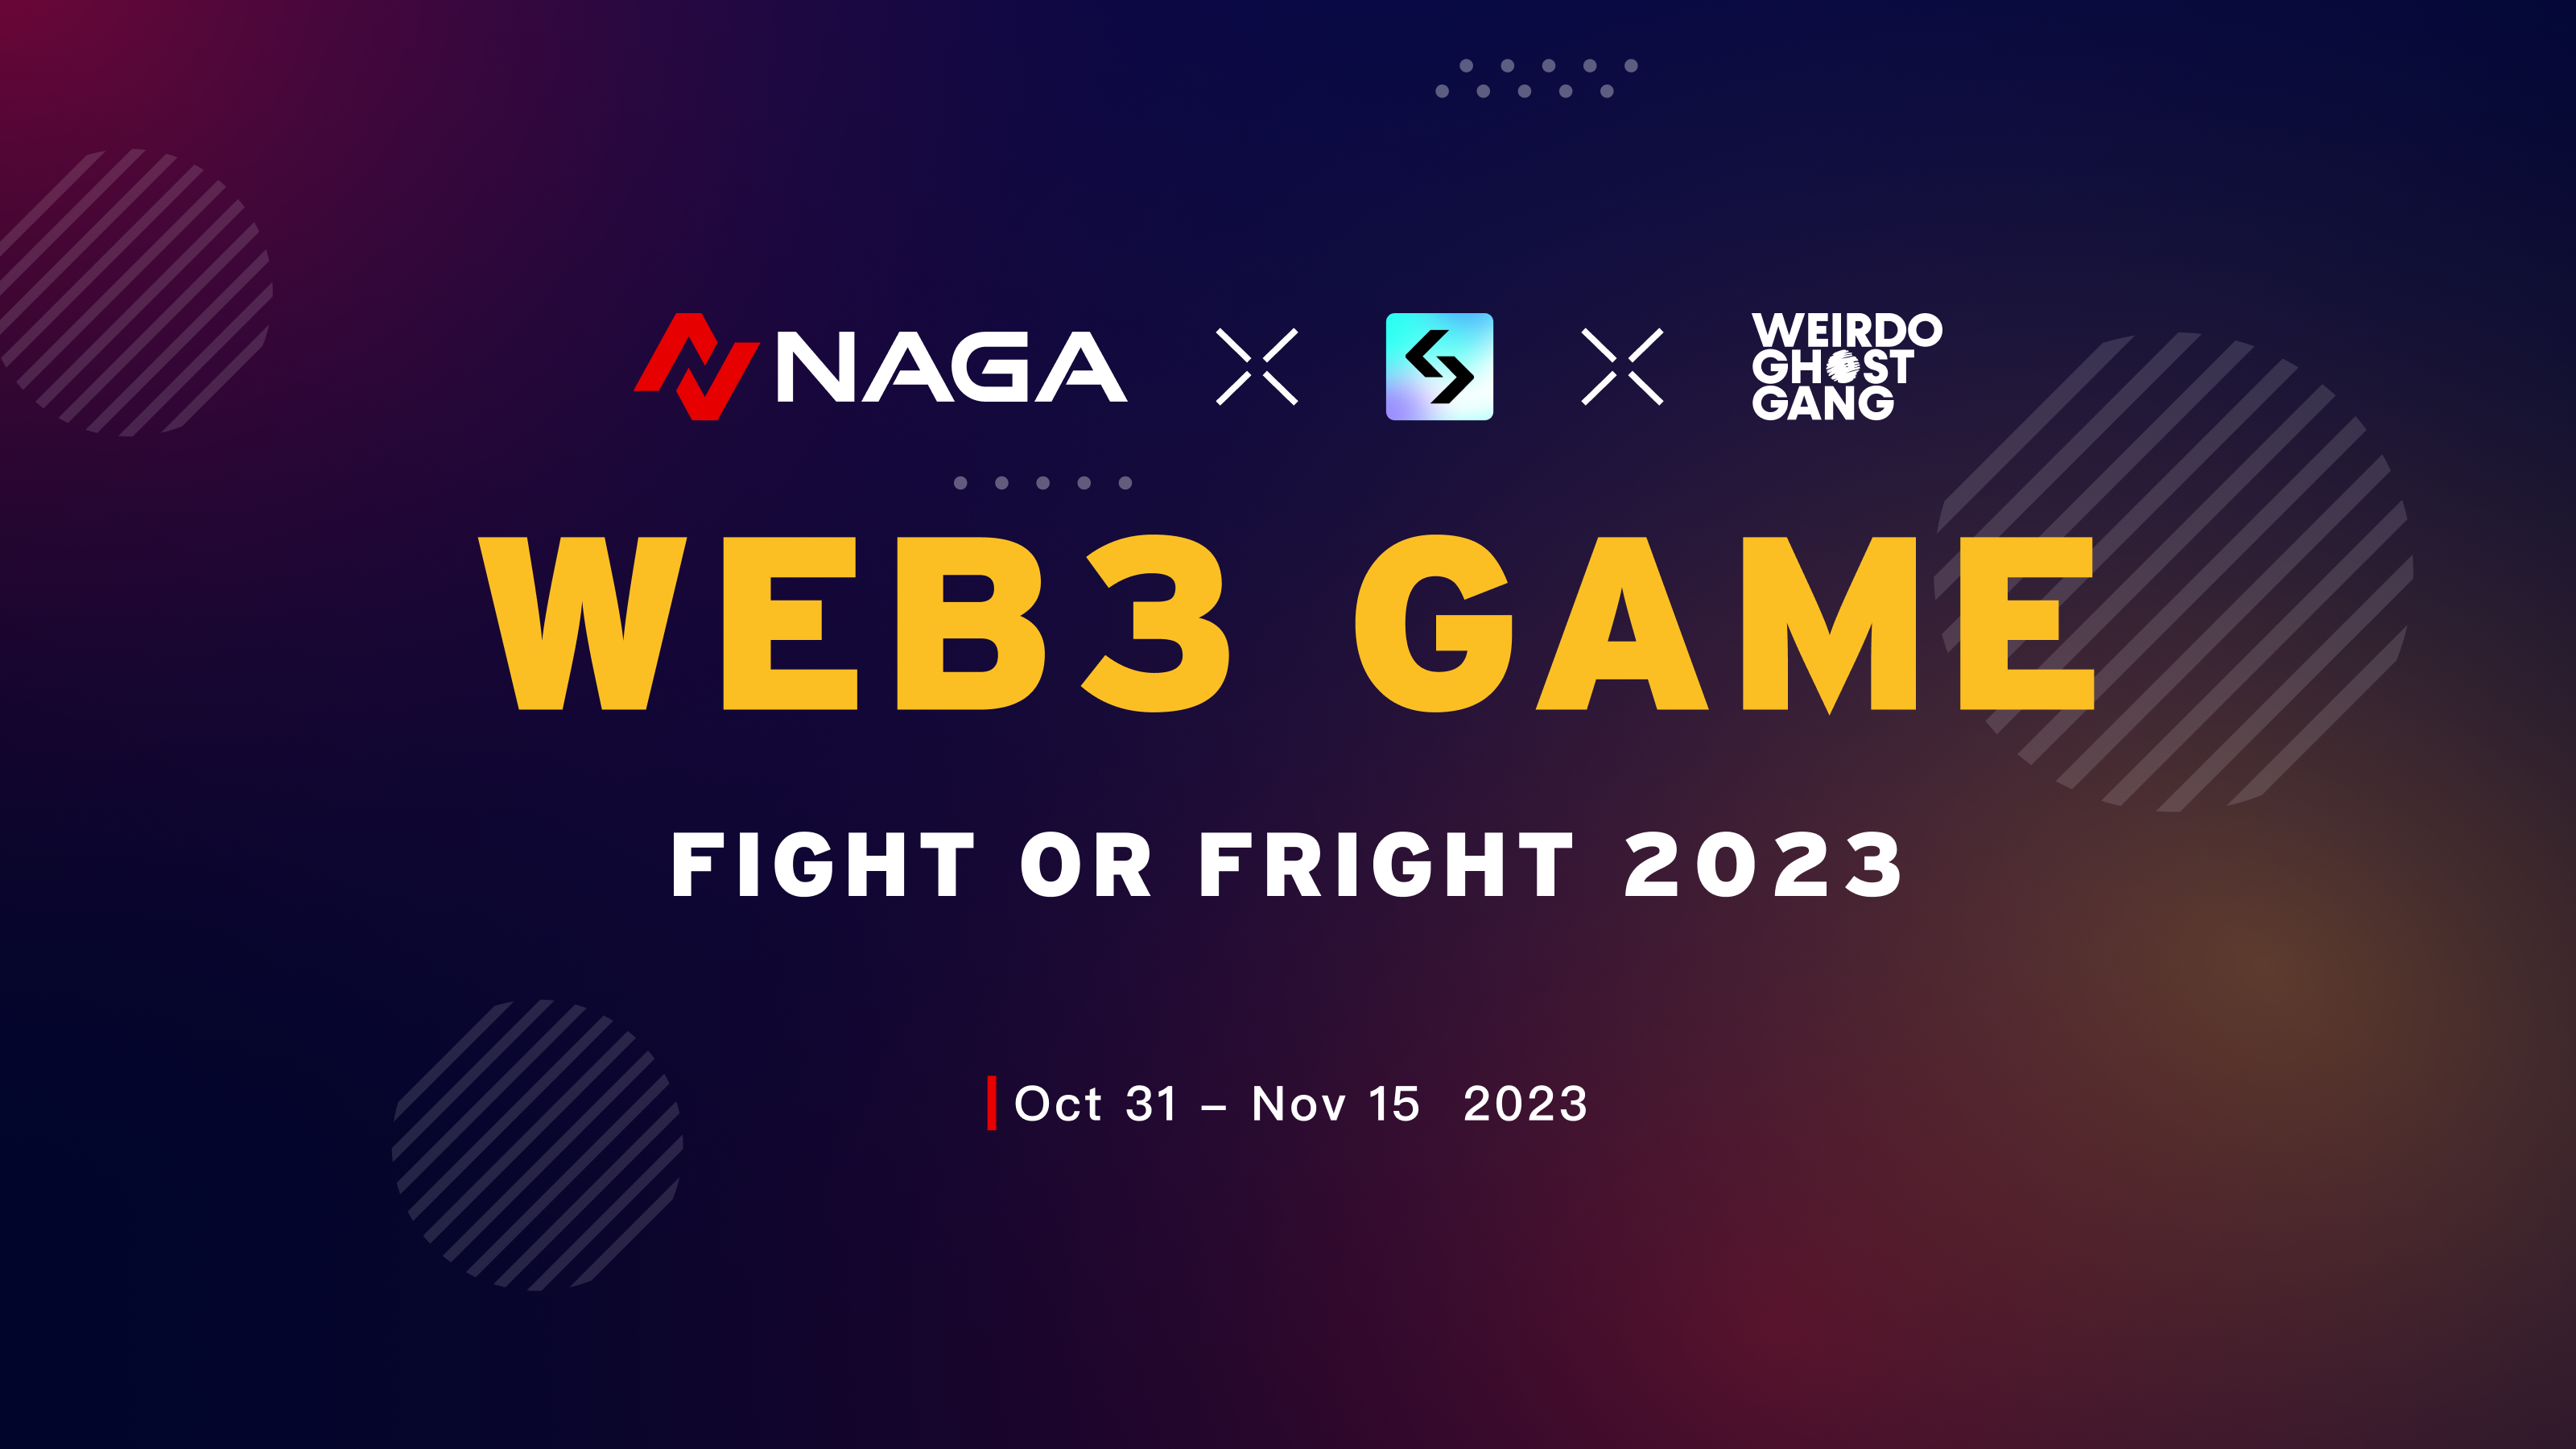 NAGA
WEIRDO
GHOST
GANG
WEB3 GAME
FIGHT OR FRIGHT 2023
Oct 31 – Nov 15 2023